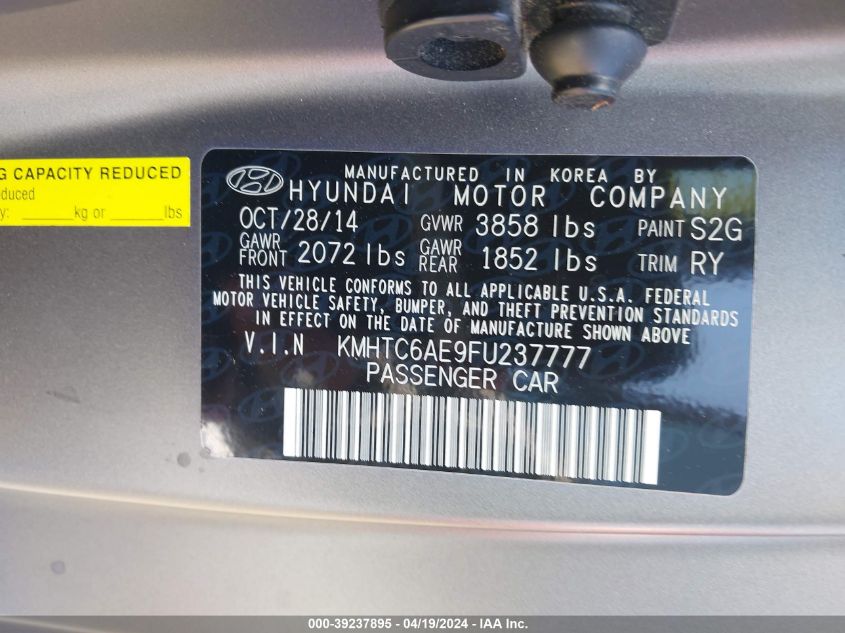 G CAPACITY REDUCED
duced
y: ______kg or ______lbs
MANUFACTURED IN KOREA BY
HYUNDAI MOTOR COMPANY
OCT/28/14 GVWR 3858 lbs PAINT S2G
GAWR FRONT 2072 lbs GAWR REAR 1852 lbs TRIM RY
THIS VEHICLE CONFORMS TO ALL APPLICABLE U.S.A. FEDERAL
MOTOR VEHICLE SAFETY, BUMPER, AND THEFT PREVENTION STANDARDS
IN EFFECT ON THE DATE OF MANUFACTURE SHOWN ABOVE
V.I.N KMHTC6AE9FU237777
PASSENGER CAR
000-39237895 - 04/19/2024 - IAA Inc.